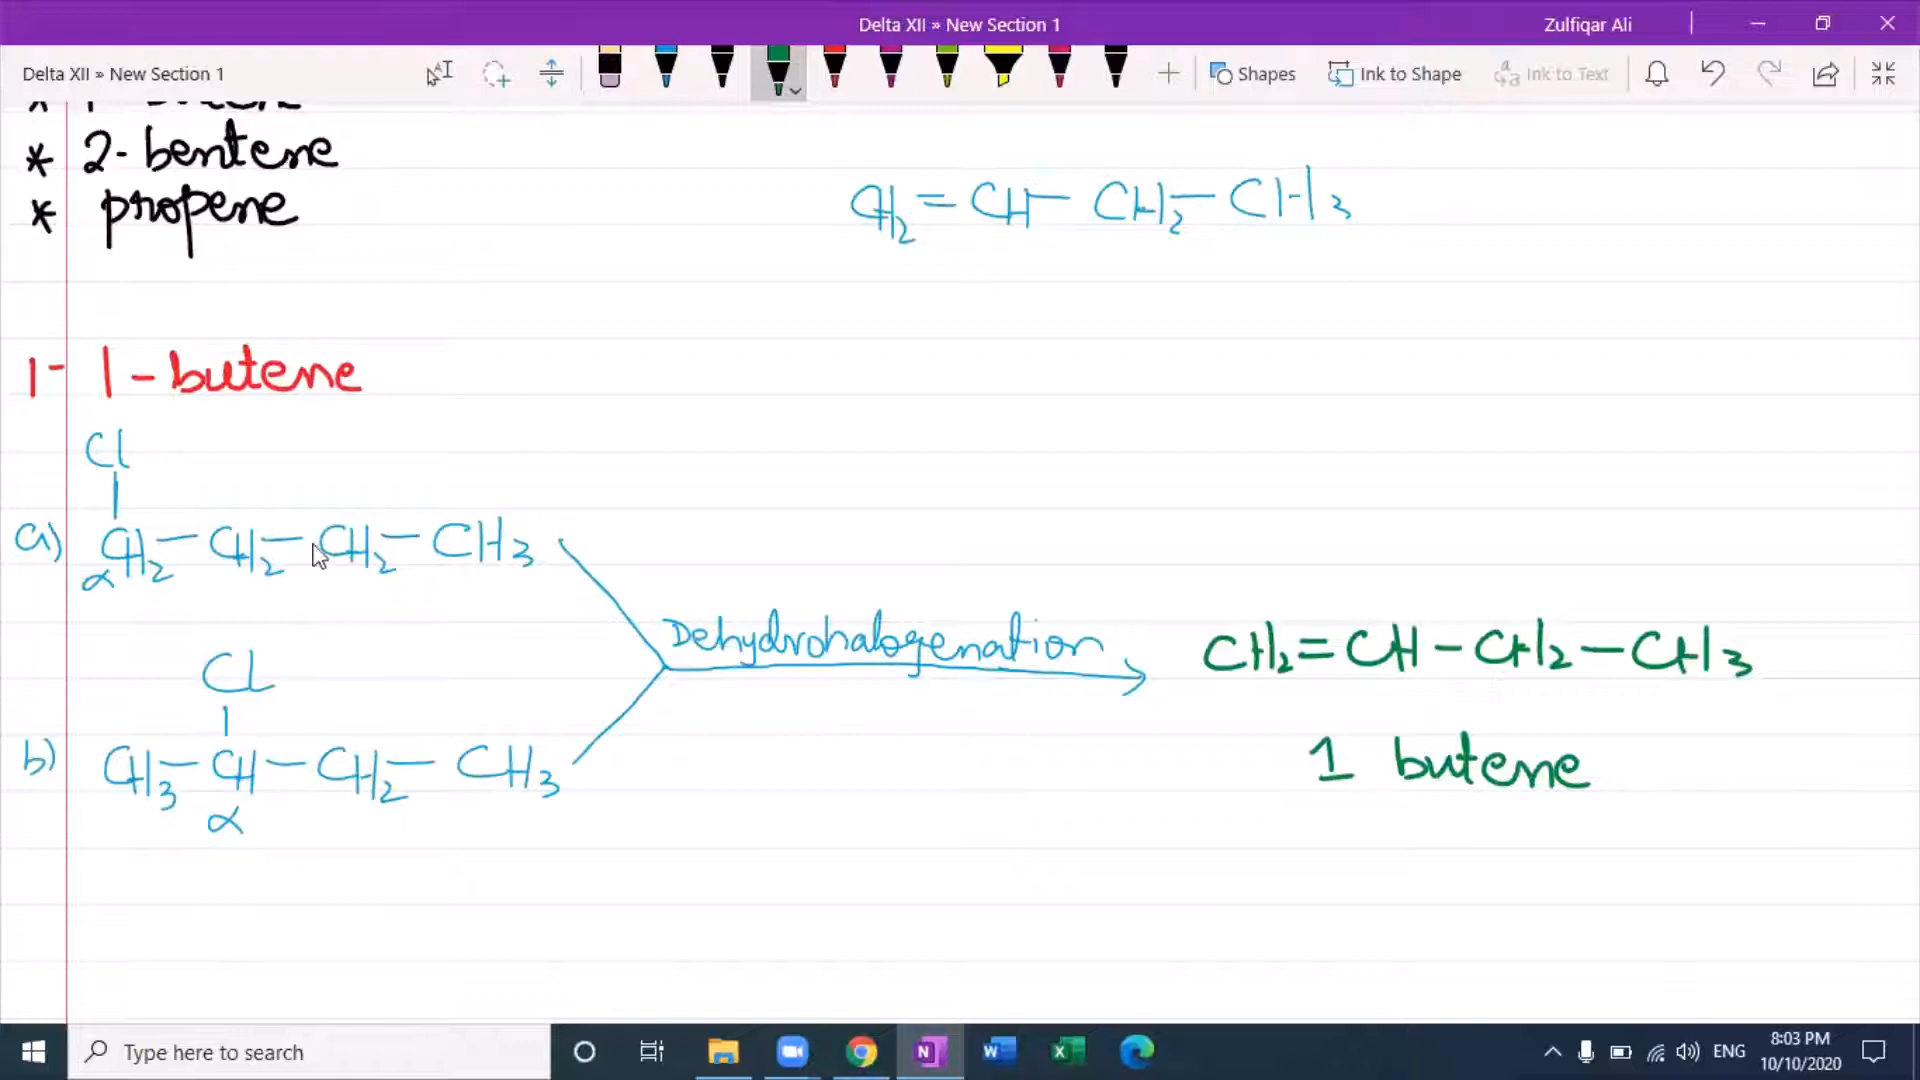 Delta XII » New Section 1
Zulfiqar Ali
Delta XII » New Section 1
Shapes
Ink to Shape
Ink to Text
* 2- bentene
* propene
CH2 = CH - CH2 - CH3
1- 1 - butene
Cl
a) CH2 - CH2 - CH2 - CH3
α
Dehydrohalogenation
CH2 = CH - CH2 - CH3
Cl
b) CH3 - CH - CH2 - CH3
1 butene
α
Type here to search
ENG
8:03 PM
10/10/2020